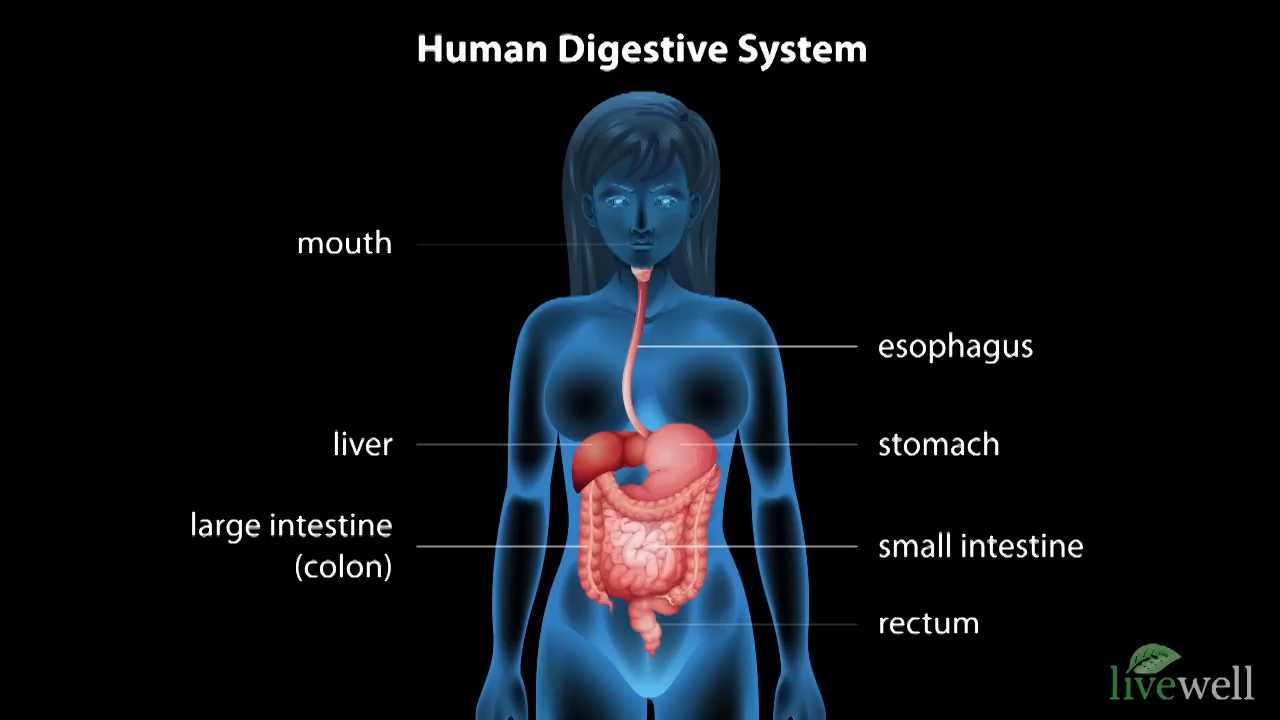 Human Digestive System
mouth
esophagus
liver
stomach
large intestine
(colon)
small intestine
rectum
livewell